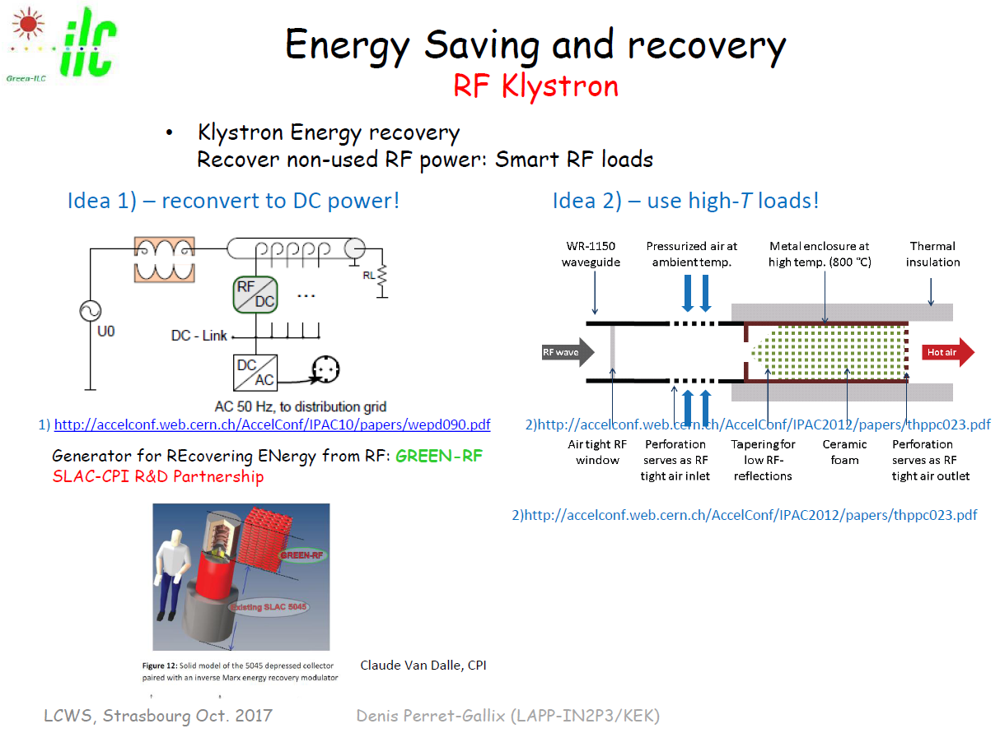 ilc
Green-ILC
Energy Saving and recovery
RF Klystron
• Klystron Energy recovery
Recover non-used RF power: Smart RF loads
Idea 1) – reconvert to DC power!
RL
RF
DC
...
U0
DC - Link
DC
AC
AC 50 Hz, to distribution grid
1) http://accelconf.web.cern.ch/AccelConf/IPAC10/papers/wepd090.pdf
Generator for REcovering ENergy from RF: GREEN-RF
SLAC-CPI R&D Partnership
GREEN-RF
Existing SLAC 5045
Figure 12: Solid model of the 5045 depressed collector
paired with an inverse Marx energy recovery modulator
Claude Van Dalle, CPI
Idea 2) – use high-T loads!
WR-1150
waveguide
Pressurized air at
ambient temp.
Metal enclosure at
high temp. (800 °C)
Thermal
insulation
RF wave
Hot air
2)http://accelconf.web.cern.ch/AccelConf/IPAC2012/papers/thppc023.pdf
Air tight RF
window
Perforation
serves as RF
tight air inlet
Tapering for
low RF-
reflections
Ceramic
foam
Perforation
serves as RF
tight air outlet
2)http://accelconf.web.cern.ch/AccelConf/IPAC2012/papers/thppc023.pdf
LCWS, Strasbourg Oct. 2017
Denis Perret-Gallix (LAPP-IN2P3/KEK)